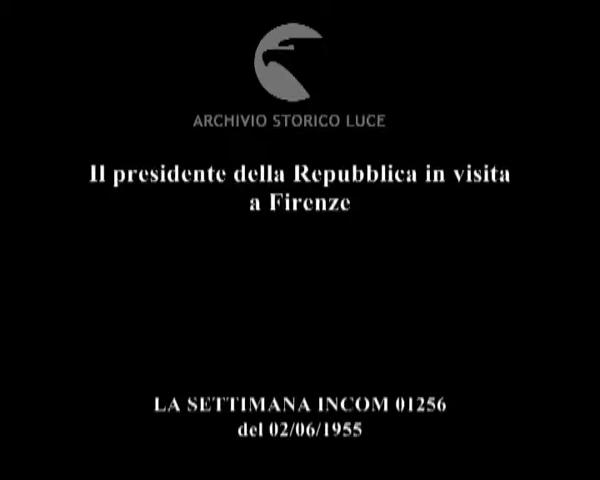 ARCHIVIO STORICO LUCE
Il presidente della Repubblica in visita
a Firenze
LA SETTIMANA INCOM 01256
del 02/06/1955